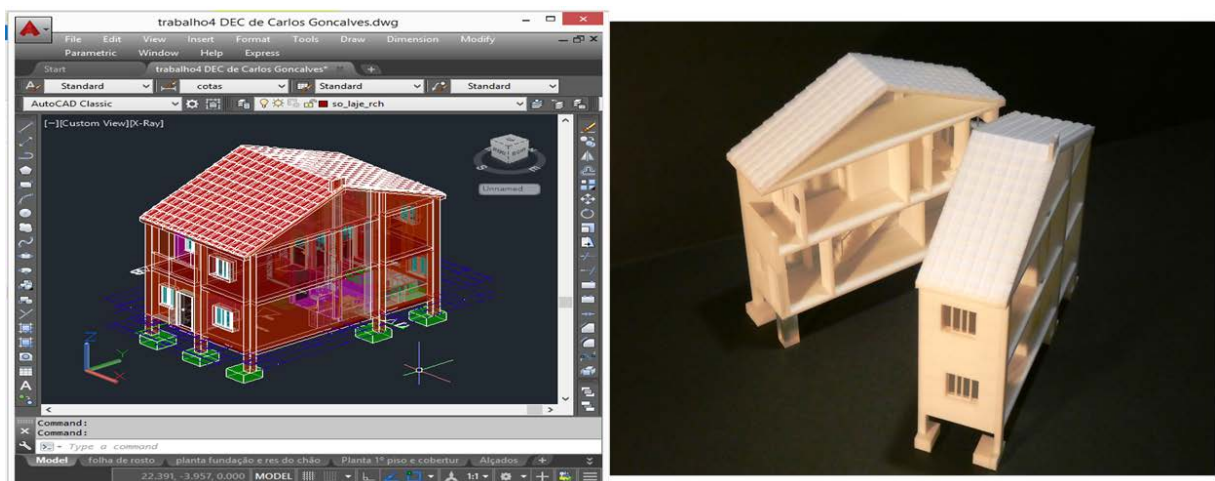 trabalho4 DEC de Carlos Goncalves.dwg
File Edit View Insert Format Tools Draw Dimension Modify
Parametric Window Help Express
Start trabalho4 DEC de Carlos Goncalves*
Standard cotas Standard Standard
AutoCAD Classic so_laje_rch
[−][Custom View][X-Ray]
Unnamed
Z Y X
Command:
Command:
Type a command
Model folha de rosto planta fundação e res do chão Planta 1º piso e cobertur Alçados
22.391, -3.957, 0.000 MODEL 1:1